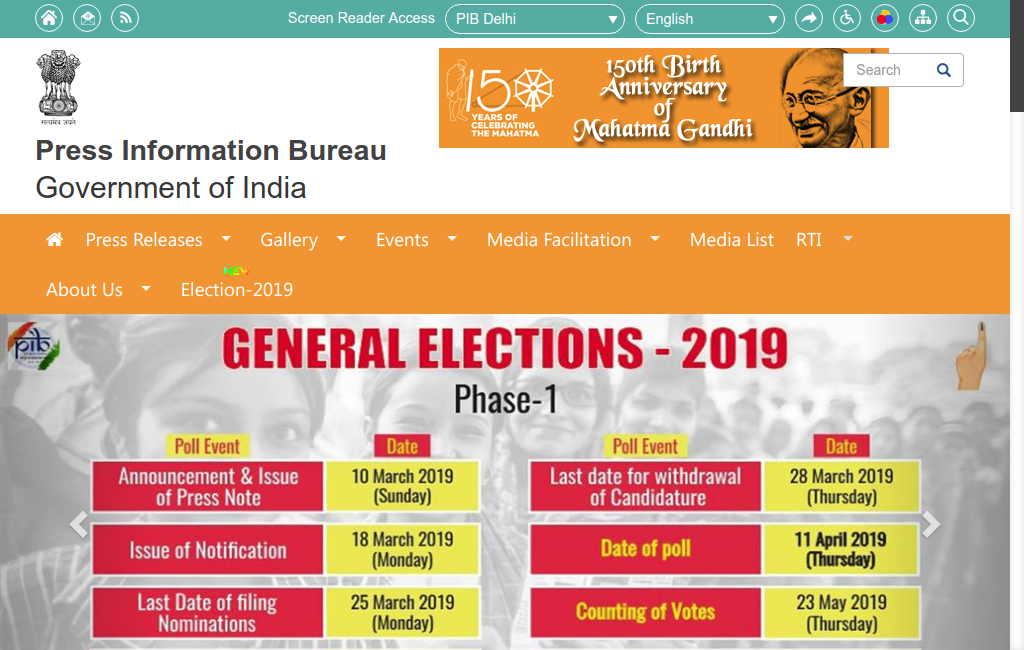 Screen Reader Access
PIB Delhi
English
सत्यमेव जयते
Press Information Bureau
Government of India
150
YEARS OF
CELEBRATING
THE MAHATMA
150th Birth
Anniversary
of
Mahatma Gandhi
Search
Press Releases
Gallery
Events
Media Facilitation
Media List
RTI
About Us
NEW
Election-2019
pib
GENERAL ELECTIONS - 2019
Phase-1
Poll Event
Date
Poll Event
Date
Announcement & Issue
of Press Note
10 March 2019
(Sunday)
Last date for withdrawal
of Candidature
28 March 2019
(Thursday)
Issue of Notification
18 March 2019
(Monday)
Date of poll
11 April 2019
(Thursday)
Last Date of filing
Nominations
25 March 2019
(Monday)
Counting of Votes
23 May 2019
(Thursday)